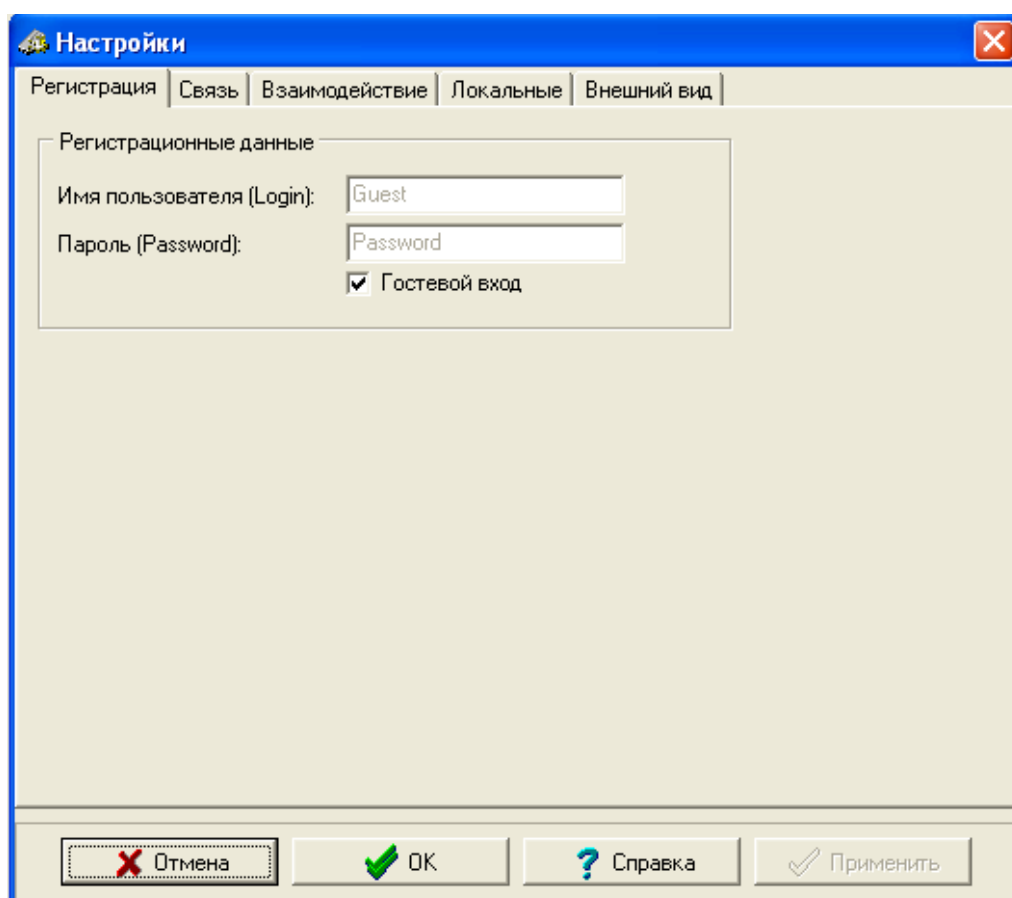 Настройки
Регистрация Связь Взаимодействие Локальные Внешний вид
Регистрационные данные
Имя пользователя (Login): Guest
Пароль (Password): Password
Гостевой вход
Отмена OK Справка Применить